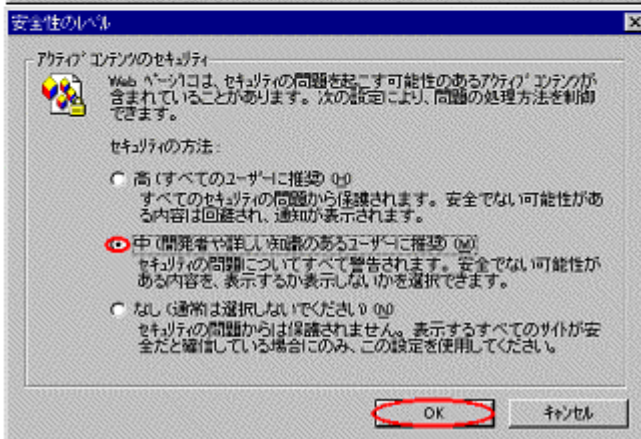 安全性のレベル
アクティブ コンテンツのセキュリティ
Web ページには、セキュリティの問題を起こす可能性のあるアクティブ コンテンツが
含まれていることがあります。次の設定により、問題の処理方法を制御
できます。
セキュリティの方法:
高 (すべてのユーザーに推奨) (H)
すべてのセキュリティの問題から保護されます。安全でない可能性があ
る内容は回避され、通知が表示されます。
中 (開発者や詳しい知識のあるユーザーに推奨) (M)
セキュリティの問題についてすべて警告されます。安全でない可能性が
ある内容を、表示するか表示しないかを選択できます。
なし (通常は選択しないでください) (N)
セキュリティの問題からは保護されません。表示するすべてのサイトが安
全だと確信している場合にのみ、この設定を使用してください。
OK
キャンセル